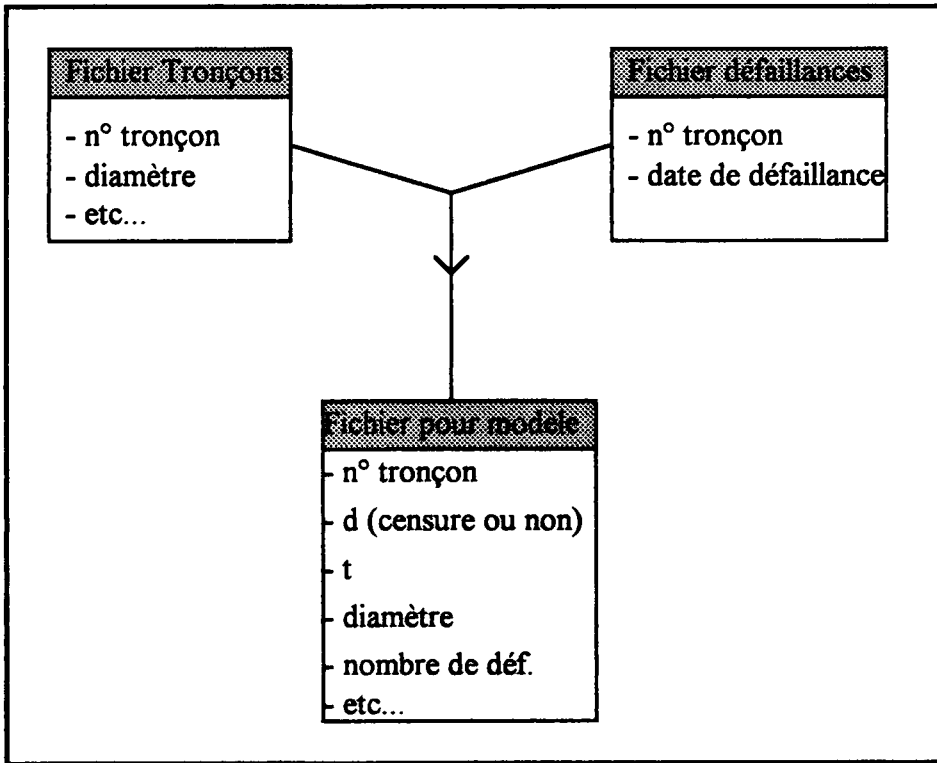 Fichier Tronçons
- n° tronçon
- diamètre
- etc...
Fichier défaillances
- n° tronçon
- date de défaillance
Fichier pour modèle
- n° tronçon
- d (censure ou non)
- t
- diamètre
- nombre de déf.
- etc...